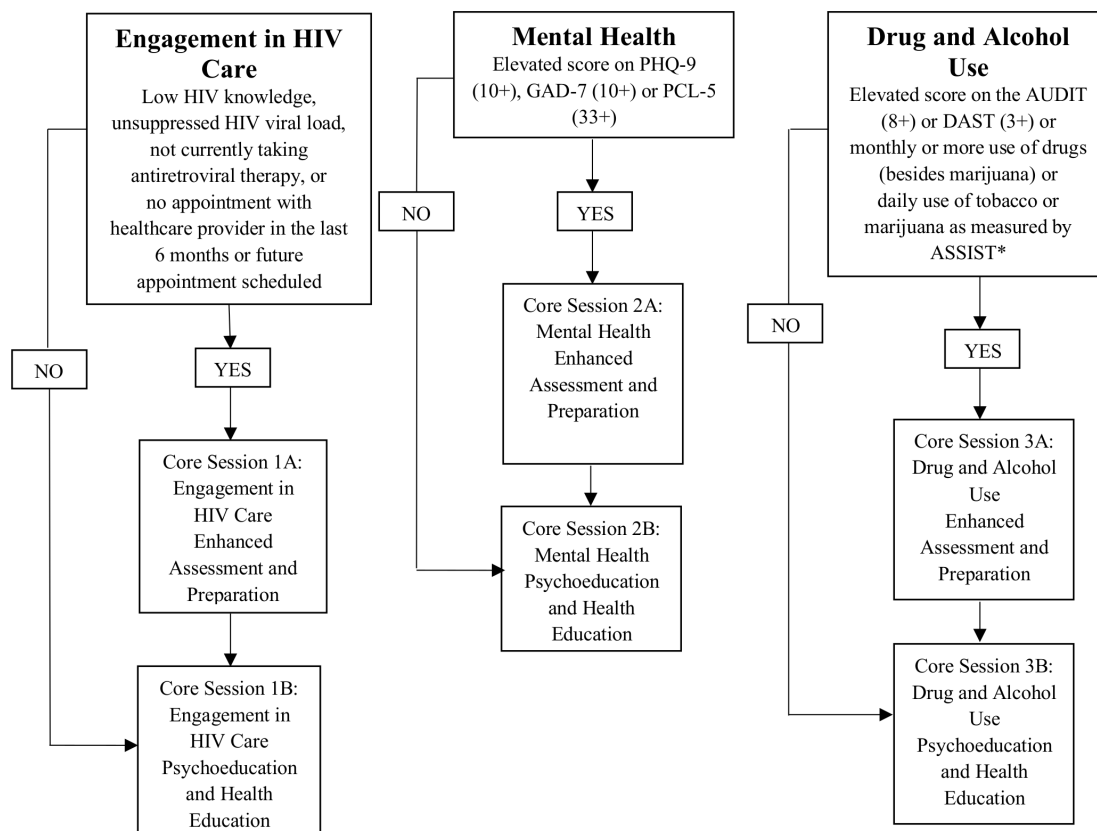 Engagement in HIV
Care
Low HIV knowledge,
unsuppressed HIV viral load,
not currently taking
antiretroviral therapy, or
no appointment with
healthcare provider in the last
6 months or future
appointment scheduled
NO
YES
Core Session 1A:
Engagement in
HIV Care
Enhanced
Assessment and
Preparation
Core Session 1B:
Engagement in
HIV Care
Psychoeducation
and Health
Education
Mental Health
Elevated score on PHQ-9
(10+), GAD-7 (10+) or PCL-5
(33+)
NO
YES
Core Session 2A:
Mental Health
Enhanced
Assessment and
Preparation
Core Session 2B:
Mental Health
Psychoeducation
and Health
Education
Drug and Alcohol
Use
Elevated score on the AUDIT
(8+) or DAST (3+) or
monthly or more use of drugs
(besides marijuana) or
daily use of tobacco or
marijuana as measured by
ASSIST*
NO
YES
Core Session 3A:
Drug and Alcohol
Use
Enhanced
Assessment and
Preparation
Core Session 3B:
Drug and Alcohol
Use
Psychoeducation
and Health
Education